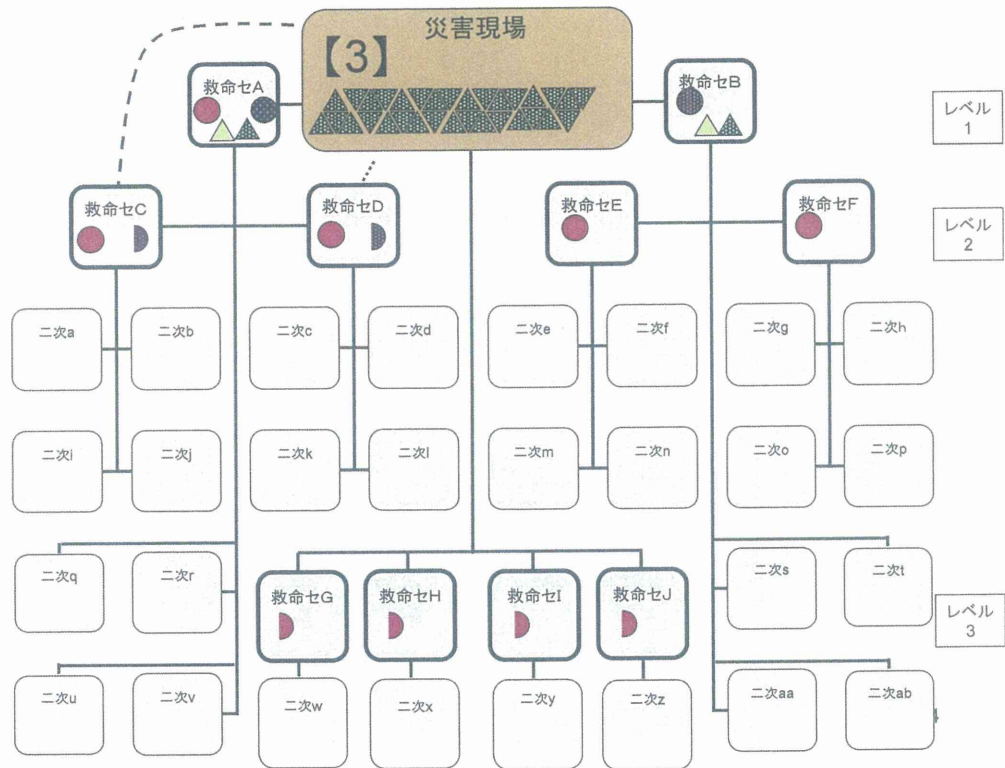 災害現場
【3】
救命セA
救命セB
レベル
1
救命セC
救命セD
救命セE
救命セF
レベル
2
二次a
二次b
二次c
二次d
二次e
二次f
二次g
二次h
二次i
二次j
二次k
二次l
二次m
二次n
二次o
二次p
二次q
二次r
救命セG
救命セH
救命セI
救命セJ
二次s
二次t
レベル
3
二次u
二次v
二次w
二次x
二次y
二次z
二次aa
二次ab